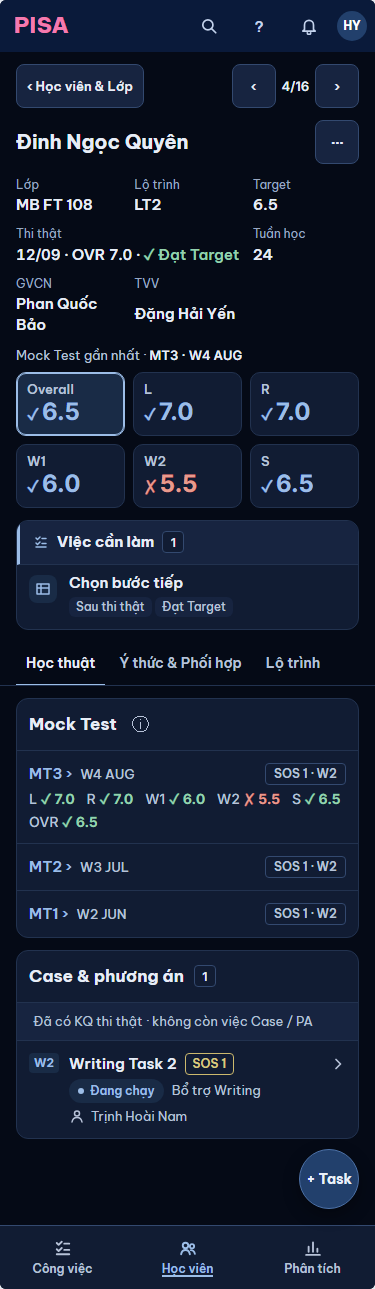 PISA ? HY
‹ Học viên & Lớp ‹ 4/16 ›
Đinh Ngọc Quyên ...
Lớp Lộ trình Target
MB FT 108 LT2 6.5
Thi thật Tuần học
12/09 · OVR 7.0 · ✓ Đạt Target 24
GVCN TVV
Phan Quốc Bảo Đặng Hải Yến
Mock Test gần nhất · MT3 · W4 AUG
Overall L R
✓ 6.5 ✓ 7.0 ✓ 7.0
W1 W2 S
✓ 6.0 ✗ 5.5 ✓ 6.5
Việc cần làm 1
Chọn bước tiếp
Sau thi thật Đạt Target
Học thuật Ý thức & Phối hợp Lộ trình
Mock Test ⓘ
MT3 › W4 AUG SOS 1 · W2
L ✓ 7.0 R ✓ 7.0 W1 ✓ 6.0 W2 ✗ 5.5 S ✓ 6.5
OVR ✓ 6.5
MT2 › W3 JUL SOS 1 · W2
MT1 › W2 JUN SOS 1 · W2
Case & phương án 1
Đã có KQ thi thật · không còn việc Case / PA
W2 Writing Task 2 SOS 1 ›
• Đang chạy Bổ trợ Writing
Trịnh Hoài Nam
+ Task
Công việc Học viên Phân tích